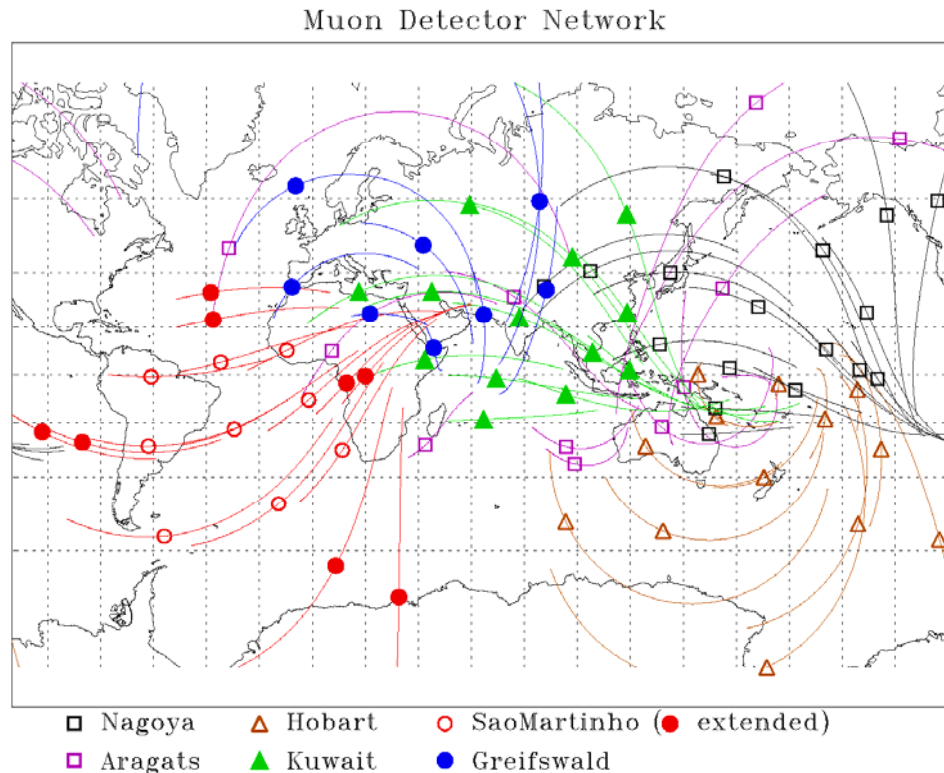 Muon Detector Network
Nagoya Hobart SaoMartinho ( extended)
Aragats Kuwait Greifswald